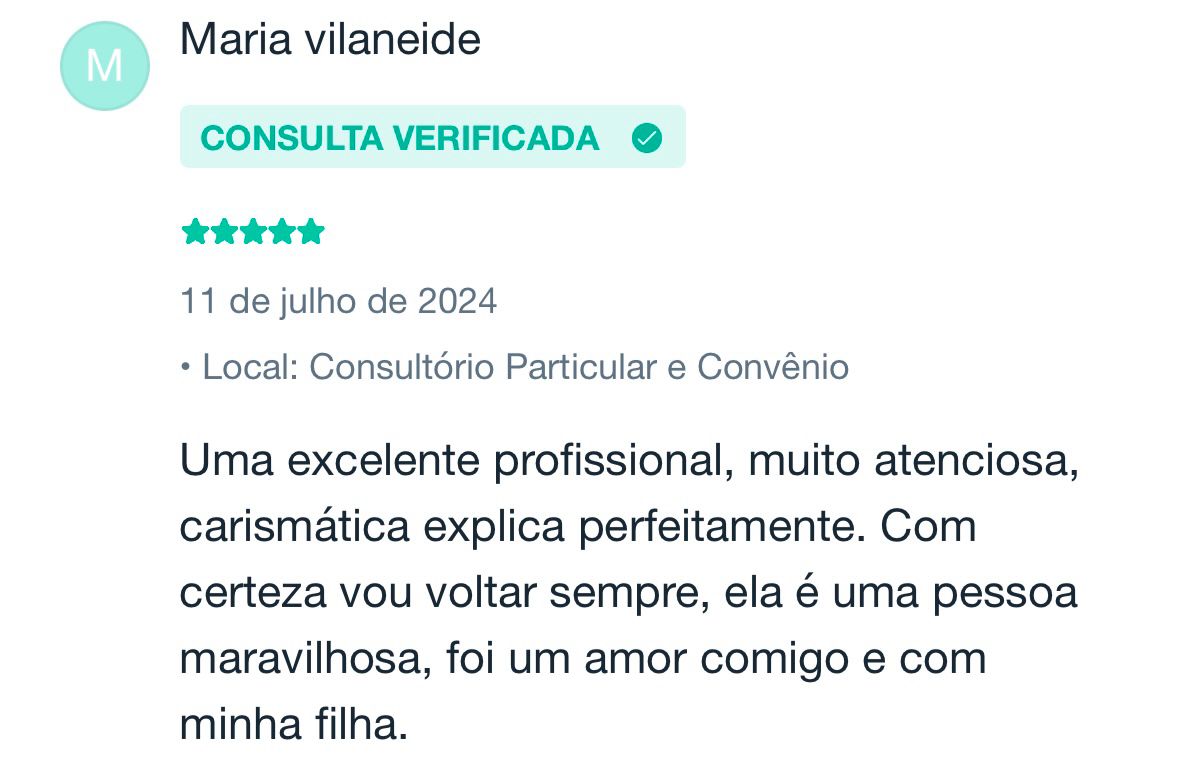 M
Maria vilaneide
CONSULTA VERIFICADA
11 de julho de 2024
• Local: Consultório Particular e Convênio
Uma excelente profissional, muito atenciosa,
carismática explica perfeitamente. Com
certeza vou voltar sempre, ela é uma pessoa
maravilhosa, foi um amor comigo e com
minha filha.